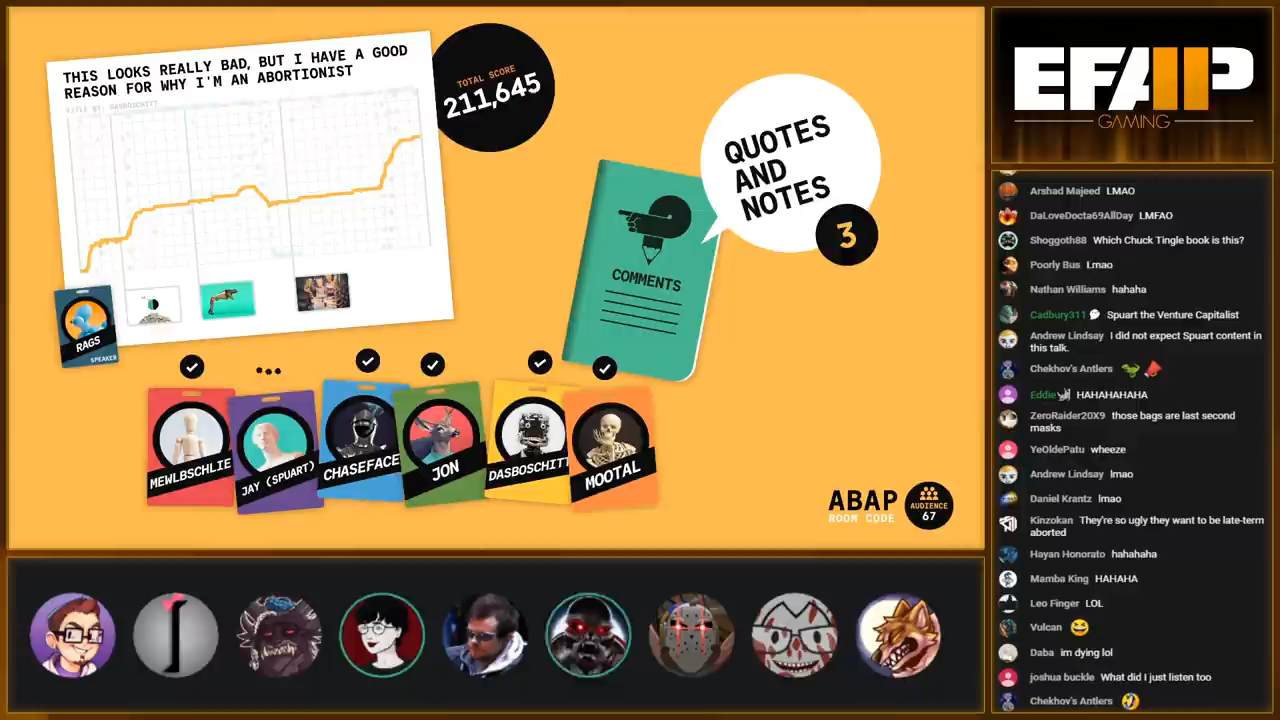 THIS LOOKS REALLY BAD, BUT I HAVE A GOOD
REASON FOR WHY I'M AN ABORTIONIST
TITLE BY: DASBOSCHITT
TOTAL SCORE
211,645
QUOTES
AND
NOTES
3
COMMENTS
RAGS
SPEAKER
MEWLBSCHLIE
JAY (SPUART)
CHASEFACE
JON
DASBOSCHITT
MOOTAL
ABAP
ROOM CODE
AUDIENCE
67
EFAP
GAMING
Arshad Majeed LMAO
DaLoveDocta69AllDay LMFAO
Shoggoth88 Which Chuck Tingle book is this?
Poorly Bus Lmao
Nathan Williams hahaha
Cadbury311 Spuart the Venture Capitalist
Andrew Lindsay I did not expect Spuart content in
this talk.
Chekhov's Antlers
Eddie HAHAHAHAHA
ZeroRaider20X9 those bags are last second
masks
YeOldePatu wheeze
Andrew Lindsay lmao
Daniel Krantz lmao
Kinzokan They're so ugly they want to be late-term
aborted
Hayan Honorato hahahaha
Mamba King HAHAHA
Leo Finger LOL
Vulcan 😆
Daba im dying lol
joshua buckle What did I just listen too
Chekhov's Antlers 🤣